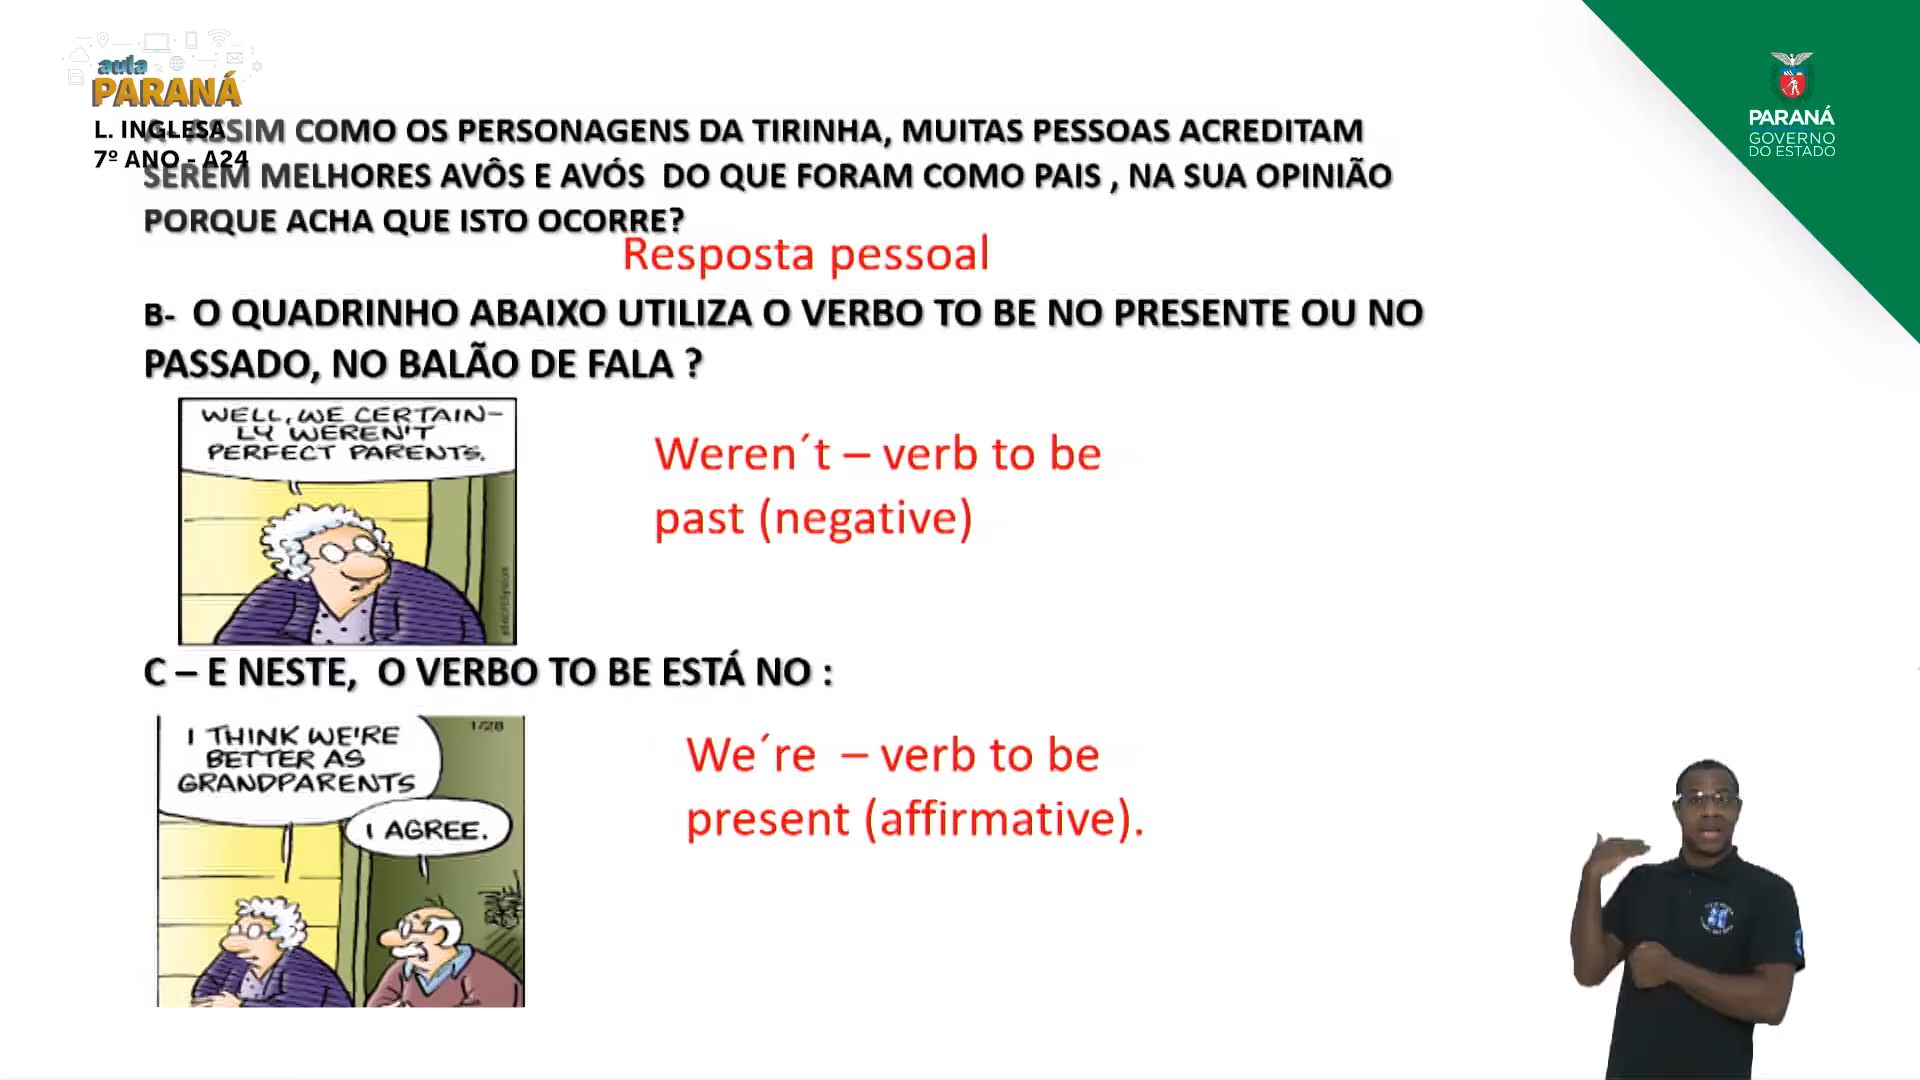 aula
PARANÁ
L. INGLESA
7º ANO - A24
ASSIM COMO OS PERSONAGENS DA TIRINHA, MUITAS PESSOAS ACREDITAM
SEREM MELHORES AVÔS E AVÓS DO QUE FORAM COMO PAIS , NA SUA OPINIÃO
PORQUE ACHA QUE ISTO OCORRE?
Resposta pessoal
B- O QUADRINHO ABAIXO UTILIZA O VERBO TO BE NO PRESENTE OU NO
PASSADO, NO BALÃO DE FALA ?
WELL, WE CERTAIN-
LY WEREN'T
PERFECT PARENTS.
Weren´t – verb to be
past (negative)
C – E NESTE, O VERBO TO BE ESTÁ NO :
1/28
I THINK WE'RE
BETTER AS
GRANDPARENTS
I AGREE.
We´re – verb to be
present (affirmative).
PARANÁ
GOVERNO
DO ESTADO